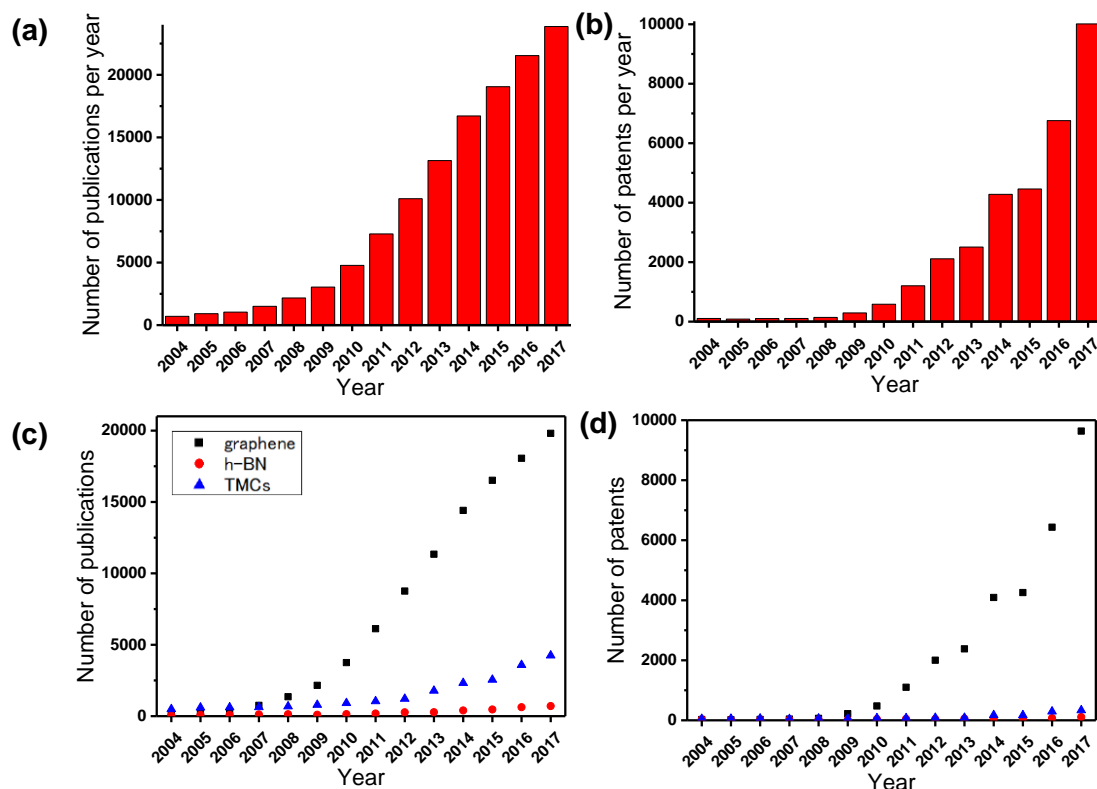 (a)
Number of publications per year
20000
15000
10000
5000
0
2004 2005 2006 2007 2008 2009 2010 2011 2012 2013 2014 2015 2016 2017
Year
(b)
Number of patents per year
10000
8000
6000
4000
2000
0
2004 2005 2006 2007 2008 2009 2010 2011 2012 2013 2014 2015 2016 2017
Year
(c)
Number of publications
20000
15000
10000
5000
0
graphene
h-BN
TMCs
2004 2005 2006 2007 2008 2009 2010 2011 2012 2013 2014 2015 2016 2017
Year
(d)
Number of patents
10000
8000
6000
4000
2000
0
2004 2005 2006 2007 2008 2009 2010 2011 2012 2013 2014 2015 2016 2017
Year